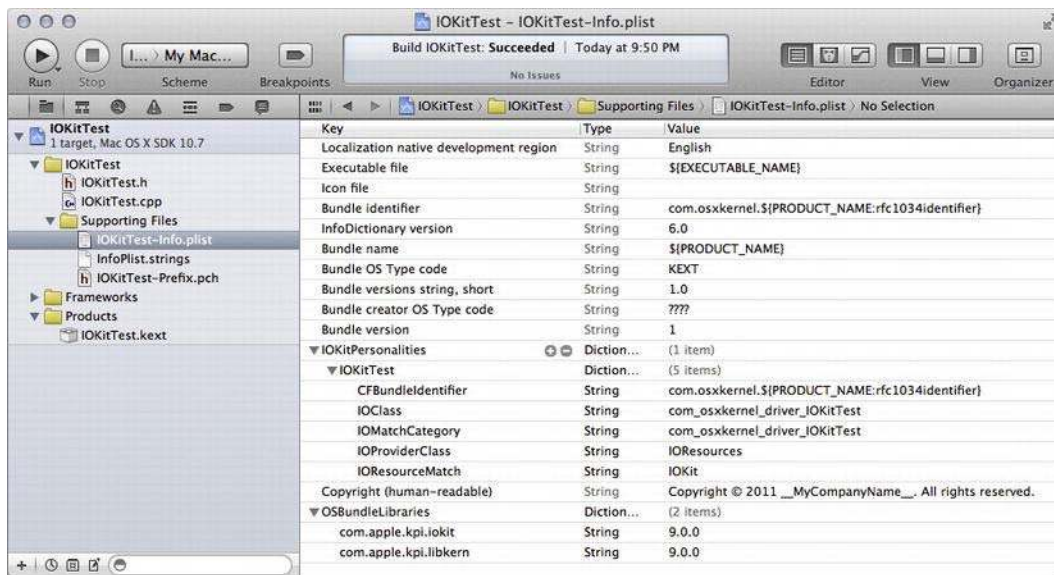 IOKitTest - IOKitTest-Info.plist
I... My Mac...
Build IOKitTest: Succeeded | Today at 9:50 PM
No Issues
Run Stop Scheme Breakpoints Editor View Organizer
IOKitTest IOKitTest Supporting Files IOKitTest-Info.plist No Selection
IOKitTest
1 target, Mac OS X SDK 10.7
IOKitTest
IOKitTest.h
IOKitTest.cpp
Supporting Files
IOKitTest-Info.plist
InfoPlist.strings
IOKitTest-Prefix.pch
Frameworks
Products
IOKitTest.kext
Key Type Value
Localization native development region String English
Executable file String ${EXECUTABLE_NAME}
Icon file String
Bundle identifier String com.osxkernel.${PRODUCT_NAME:rfc1034identifier}
InfoDictionary version String 6.0
Bundle name String ${PRODUCT_NAME}
Bundle OS Type code String KEXT
Bundle versions string, short String 1.0
Bundle creator OS Type code String ????
Bundle version String 1
IOKitPersonalities Diction... (1 item)
IOKitTest Diction... (5 items)
CFBundleIdentifier String com.osxkernel.${PRODUCT_NAME:rfc1034identifier}
IOClass String com_osxkernel_driver_IOKitTest
IOMatchCategory String com_osxkernel_driver_IOKitTest
IOProviderClass String IOResources
IOResourceMatch String IOKit
Copyright (human-readable) String Copyright © 2011 __MyCompanyName__. All rights reserved.
OSBundleLibraries Diction... (2 items)
com.apple.kpi.iokit String 9.0.0
com.apple.kpi.libkern String 9.0.0